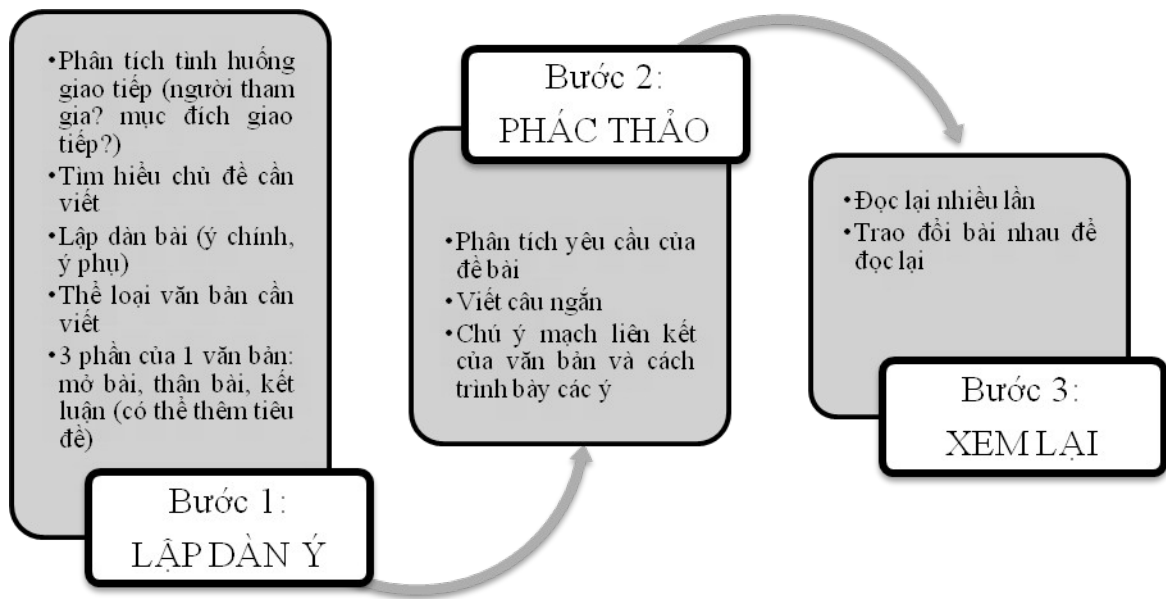 •Phân tích tình huống
giao tiếp (người tham
gia? mục đích giao
tiếp?)
•Tìm hiểu chủ đề cần
viết
•Lập dàn bài (ý chính,
ý phụ)
•Thể loại văn bản cần
viết
•3 phần của 1 văn bản:
mở bài, thân bài, kết
luận (có thể thêm tiêu
đề)
Bước 1:
LẬP DÀN Ý
Bước 2:
PHÁC THẢO
•Phân tích yêu cầu của
đề bài
•Viết câu ngắn
•Chú ý mạch liên kết
của văn bản và cách
trình bày các ý
•Đọc lại nhiều lần
•Trao đổi bài nhau để
đọc lại
Bước 3:
XEM LẠI